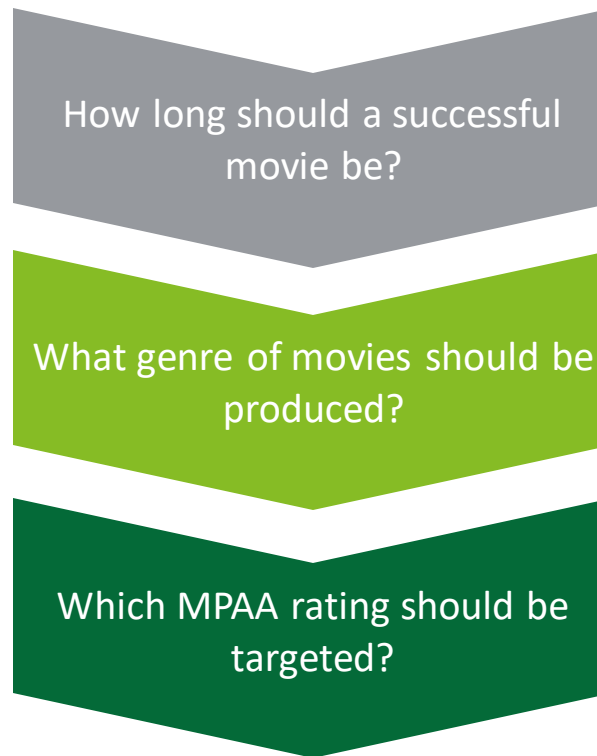 How long should a successful
movie be?
What genre of movies should be
produced?
Which MPAA rating should be
targeted?